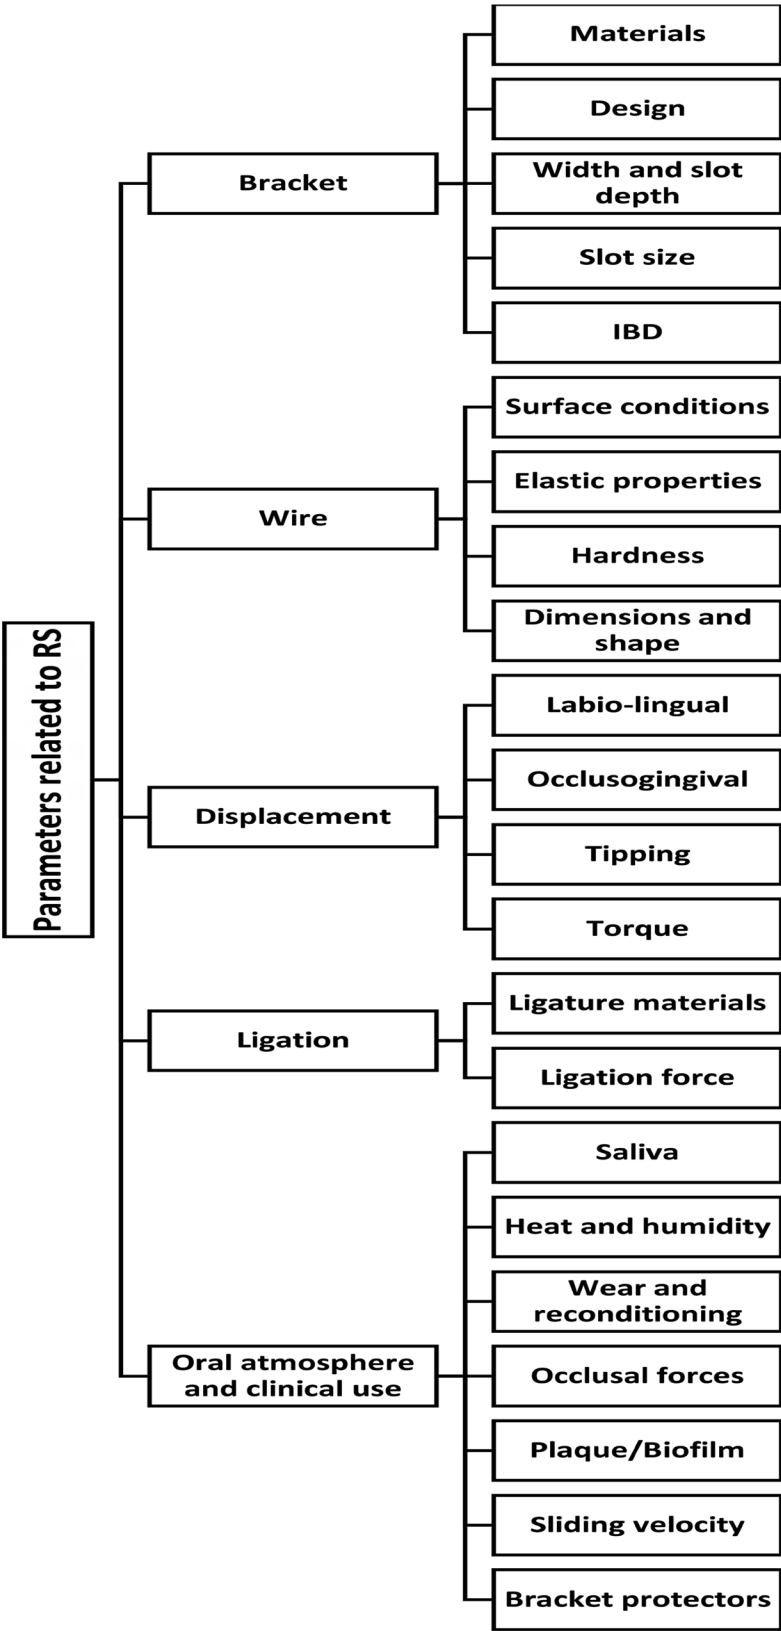 Parameters related to RS
Bracket
Materials
Design
Width and slot
depth
Slot size
IBD
Wire
Surface conditions
Elastic properties
Hardness
Dimensions and
shape
Displacement
Labio-lingual
Occlusogingival
Tipping
Torque
Ligation
Ligature materials
Ligation force
Oral atmosphere
and clinical use
Saliva
Heat and humidity
Wear and
reconditioning
Occlusal forces
Plaque/Biofilm
Sliding velocity
Bracket protectors